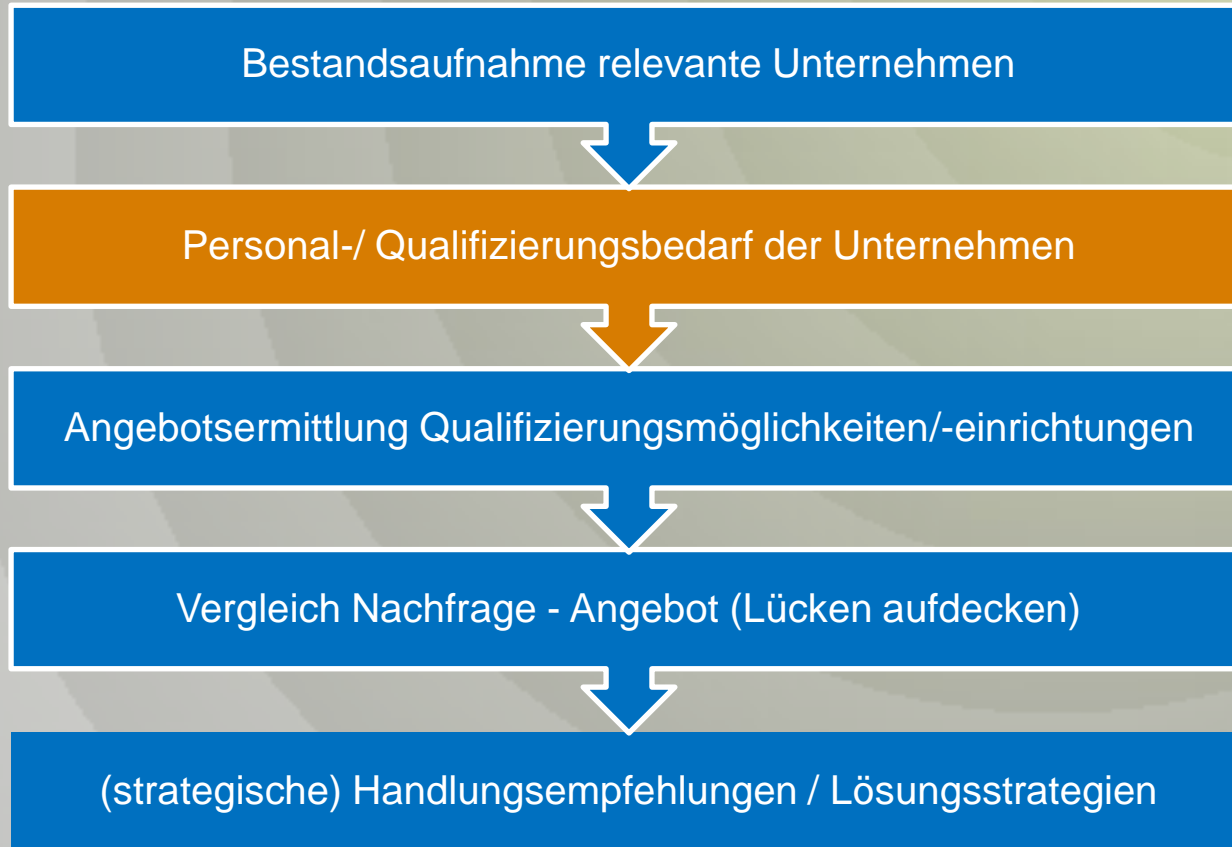 Bestandsaufnahme relevante Unternehmen
Personal-/ Qualifizierungsbedarf der Unternehmen
Angebotsermittlung Qualifizierungsmöglichkeiten/-einrichtungen
Vergleich Nachfrage - Angebot (Lücken aufdecken)
(strategische) Handlungsempfehlungen / Lösungsstrategien